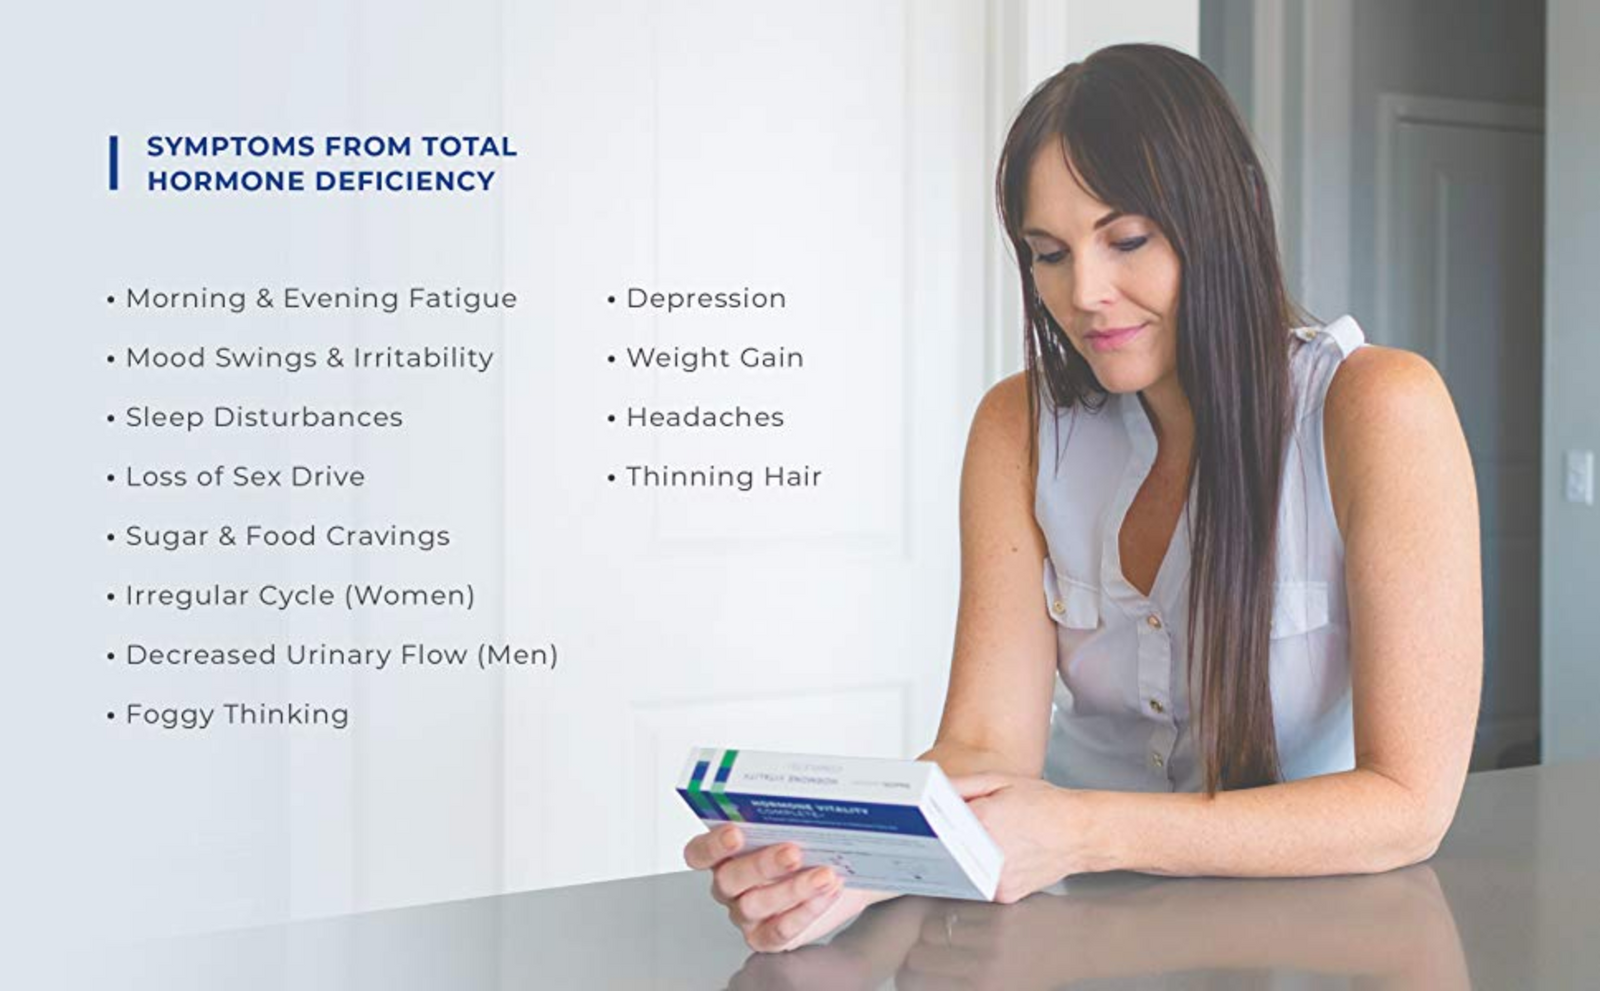 SYMPTOMS FROM TOTAL
HORMONE DEFICIENCY
• Morning & Evening Fatigue
• Mood Swings & Irritability
• Sleep Disturbances
• Loss of Sex Drive
• Sugar & Food Cravings
• Irregular Cycle (Women)
• Decreased Urinary Flow (Men)
• Foggy Thinking
• Depression
• Weight Gain
• Headaches
• Thinning Hair
HORMONE VITALITY
HORMONE VITALITY
COMPLETE